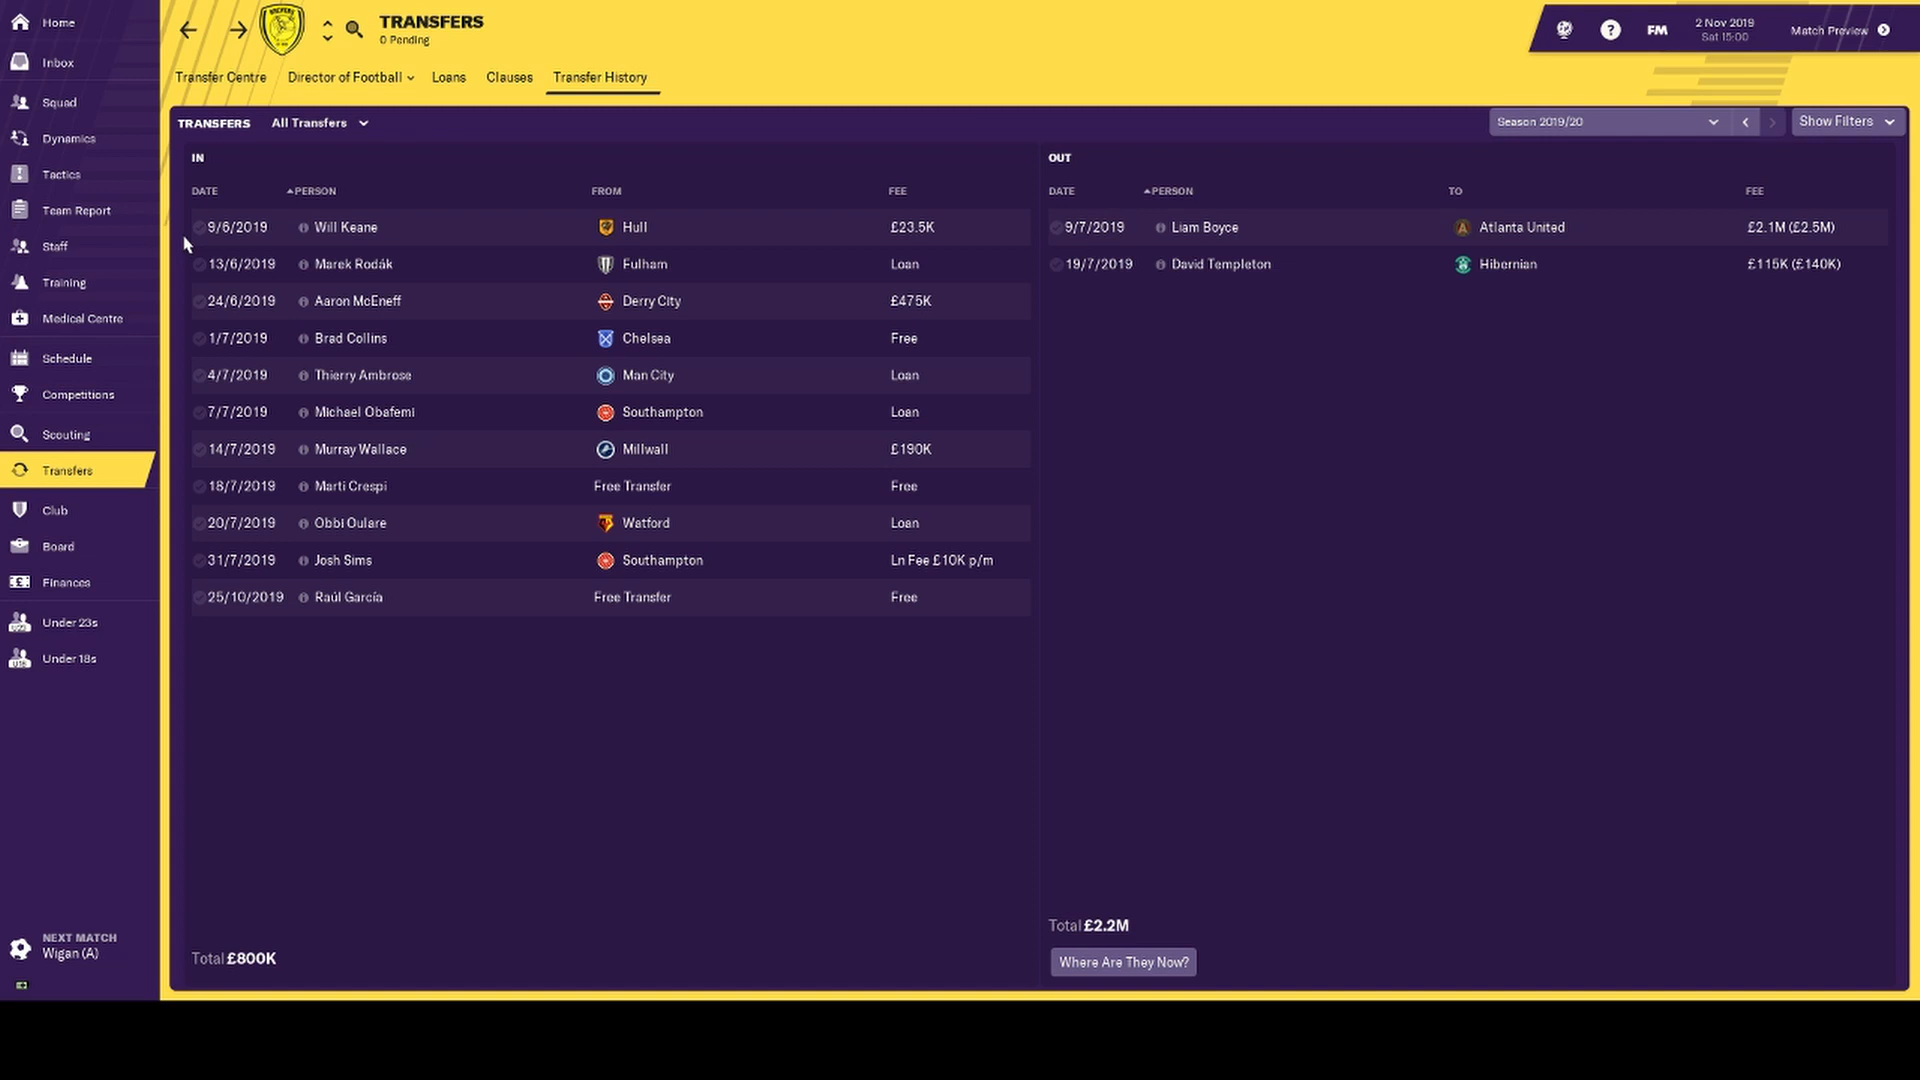 Home
Inbox
Squad
Dynamics
Tactics
Team Report
Staff
Training
Medical Centre
Schedule
Competitions
Scouting
Transfers
Club
Board
Finances
Under 23s
Under 18s
NEXT MATCH
Wigan (A)
TRANSFERS
0 Pending
2 Nov 2019
Sat 15:00
FM
?
Match Preview
Transfer Centre Director of Football Loans Clauses Transfer History
TRANSFERS All Transfers Season 2019/20 Show Filters
IN
DATE PERSON FROM FEE
9/6/2019 Will Keane Hull £23.5K
13/6/2019 Marek Rodák Fulham Loan
24/6/2019 Aaron McEneff Derry City £475K
1/7/2019 Brad Collins Chelsea Free
4/7/2019 Thierry Ambrose Man City Loan
7/7/2019 Michael Obafemi Southampton Loan
14/7/2019 Murray Wallace Millwall £190K
18/7/2019 Marti Crespi Free Transfer Free
20/7/2019 Obbi Oulare Watford Loan
31/7/2019 Josh Sims Southampton Ln Fee £10K p/m
25/10/2019 Raúl García Free Transfer Free
Total £800K
OUT
DATE PERSON TO FEE
9/7/2019 Liam Boyce Atlanta United £2.1M (£2.5M)
19/7/2019 David Templeton Hibernian £115K (£140K)
Total £2.2M
Where Are They Now?